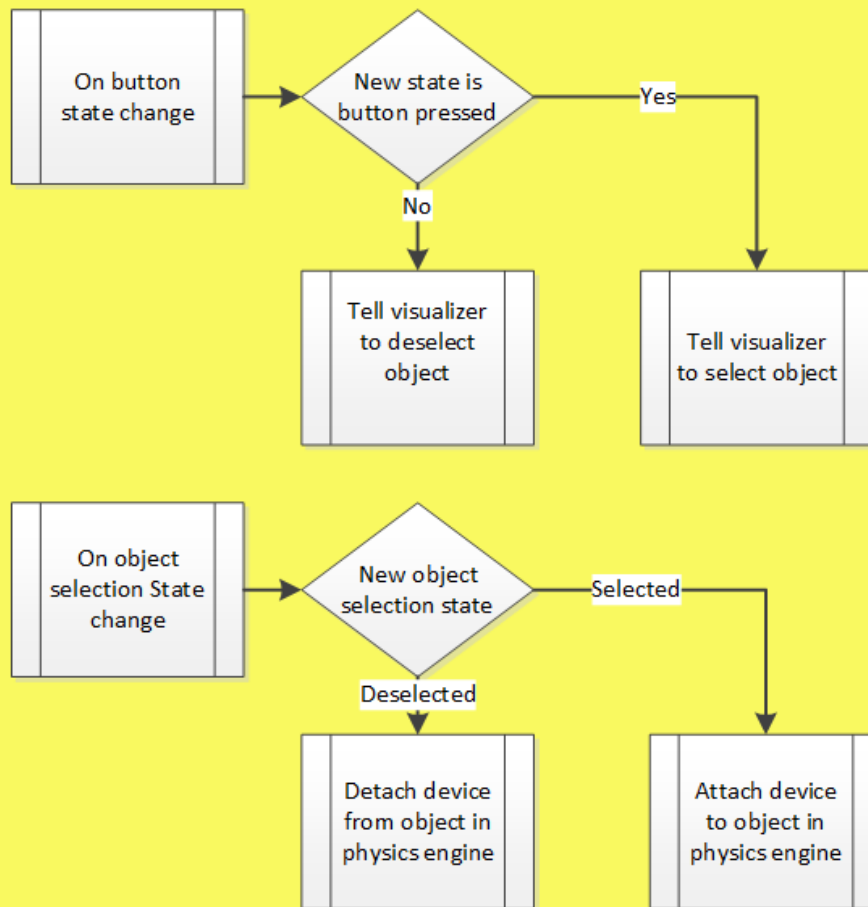 On button
state change
New state is
button pressed
Yes
No
Tell visualizer
to deselect
object
Tell visualizer
to select object
On object
selection State
change
New object
selection state
Selected
Deselected
Detach device
from object in
physics engine
Attach device
to object in
physics engine